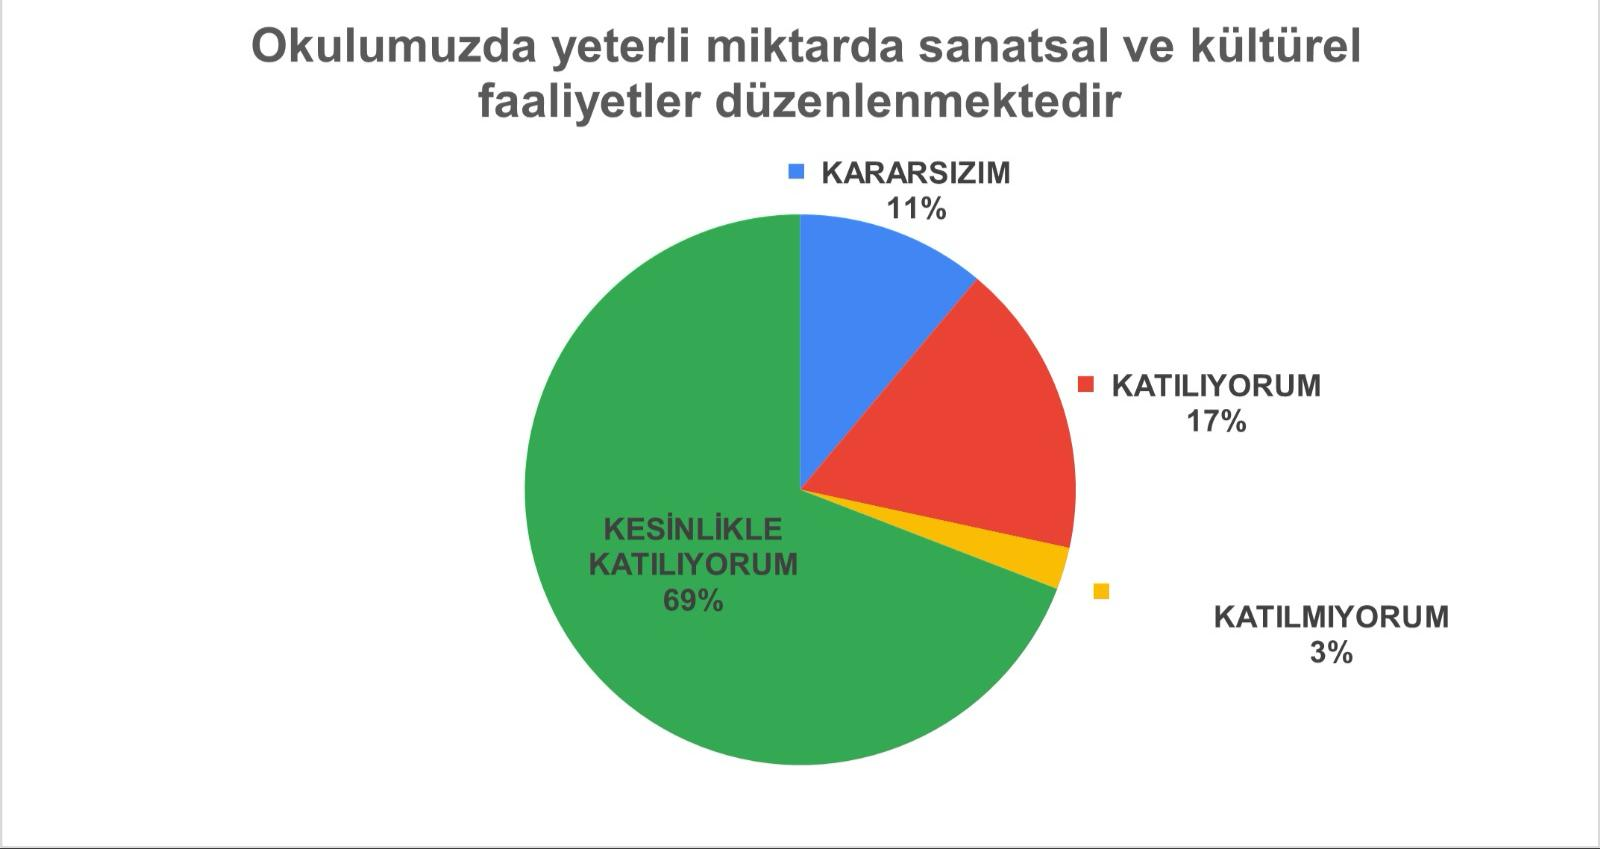 Okulumuzda yeterli miktarda sanatsal ve kültürel
faaliyetler düzenlenmektedir
KARARSIZIM
11%
KATILIYORUM
17%
KESİNLİKLE
KATILIYORUM
69%
KATILMIYORUM
3%